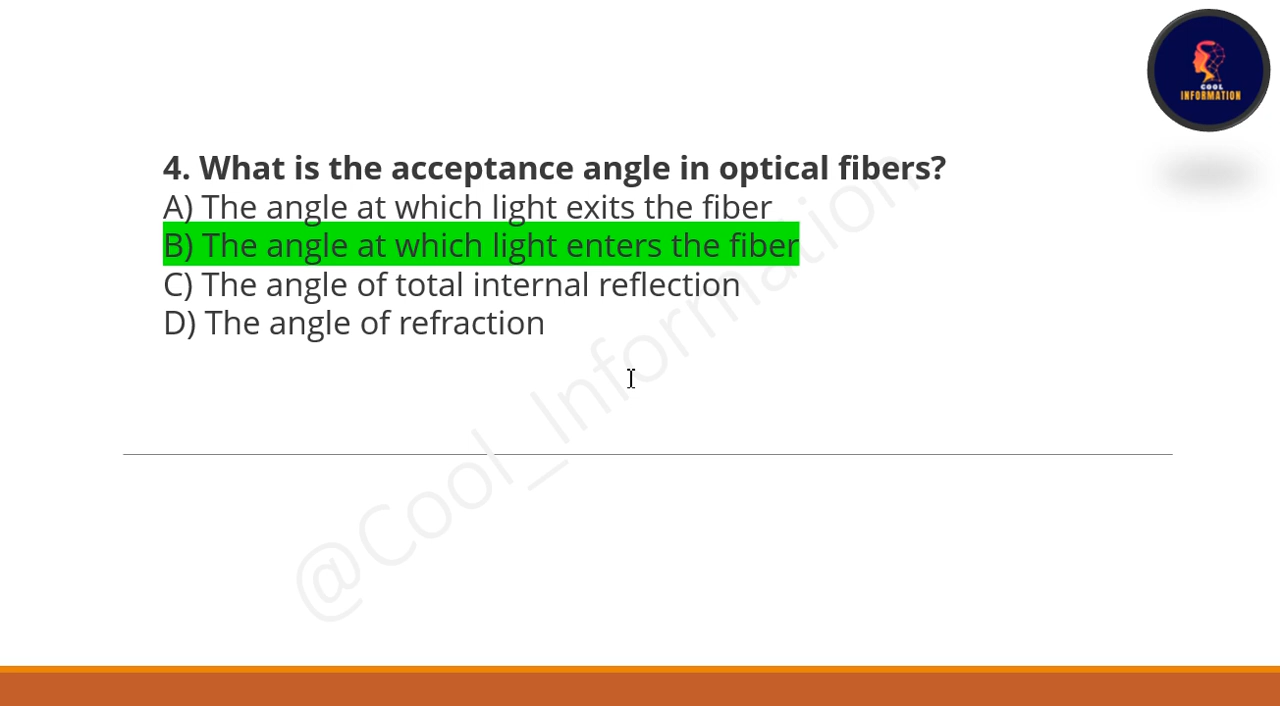 COOL
INFORMATION
4. What is the acceptance angle in optical fibers?
A) The angle at which light exits the fiber
B) The angle at which light enters the fiber
C) The angle of total internal reflection
D) The angle of refraction
@Cool_Information